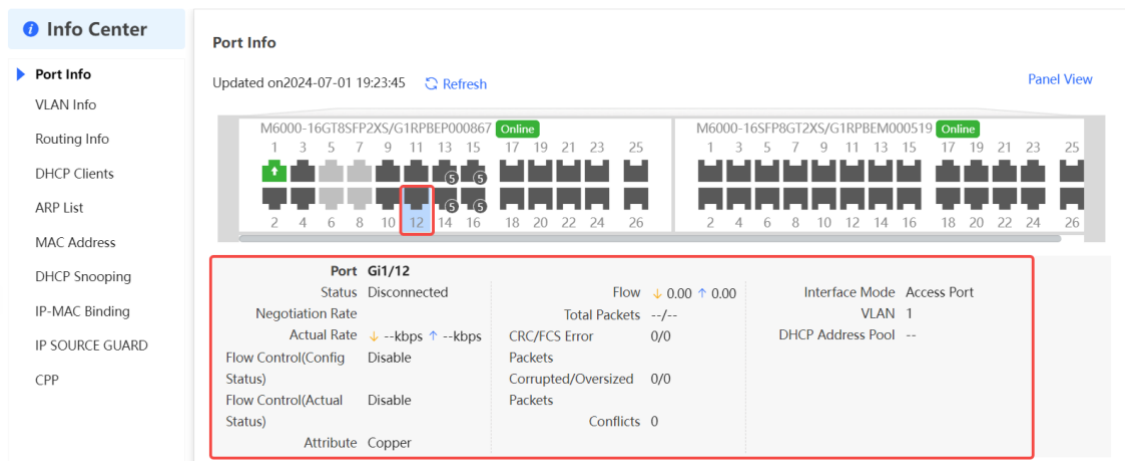 Info Center
Port Info
VLAN Info
Routing Info
DHCP Clients
ARP List
MAC Address
DHCP Snooping
IP-MAC Binding
IP SOURCE GUARD
CPP
Port Info
Updated on2024-07-01 19:23:45 Refresh Panel View
M6000-16GT8SFP2XS/G1RPBEP000867 Online
1 3 5 7 9 11 13 15 17 19 21 23 25
5 5
5 5
2 4 6 8 10 12 14 16 18 20 22 24 26
M6000-16SFP8GT2XS/G1RPBEM000519 Online
1 3 5 7 9 11 13 15 17 19 21 23 25
2 4 6 8 10 12 14 16 18 20 22 24 26
Port Gi1/12
Status Disconnected
Negotiation Rate
Actual Rate ↓ --kbps ↑ --kbps
Flow Control(Config Status) Disable
Flow Control(Actual Status) Disable
Attribute Copper
Flow ↓ 0.00 ↑ 0.00
Total Packets --/--
CRC/FCS Error Packets 0/0
Corrupted/Oversized Packets 0/0
Conflicts 0
Interface Mode Access Port
VLAN 1
DHCP Address Pool --